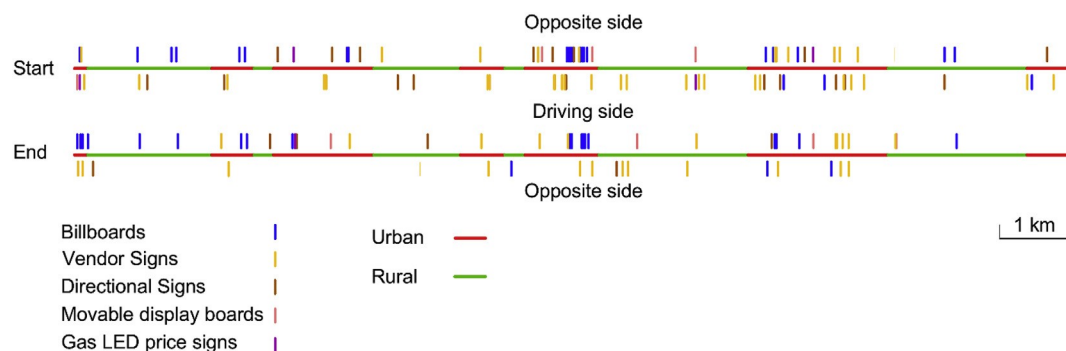 Opposite side
Start
Driving side
End
Opposite side
1 km
Billboards
Urban
Vendor Signs
Directional Signs
Rural
Movable display boards
Gas LED price signs